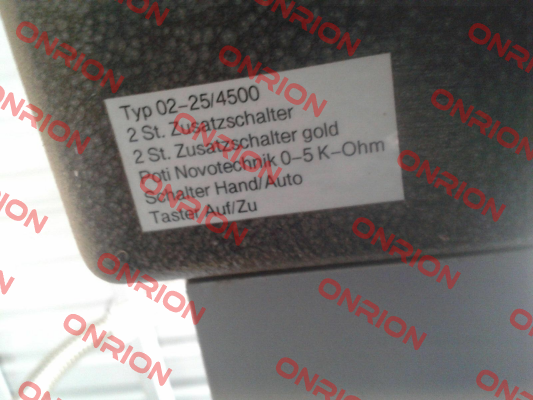 Typ 02-25/4500
2 St. Zusatzschalter
2 St. Zusatzschalter gold
Poti Novotechnik 0-5 K-Ohm
Schalter Hand/Auto
Taster Auf/Zu
ONRION